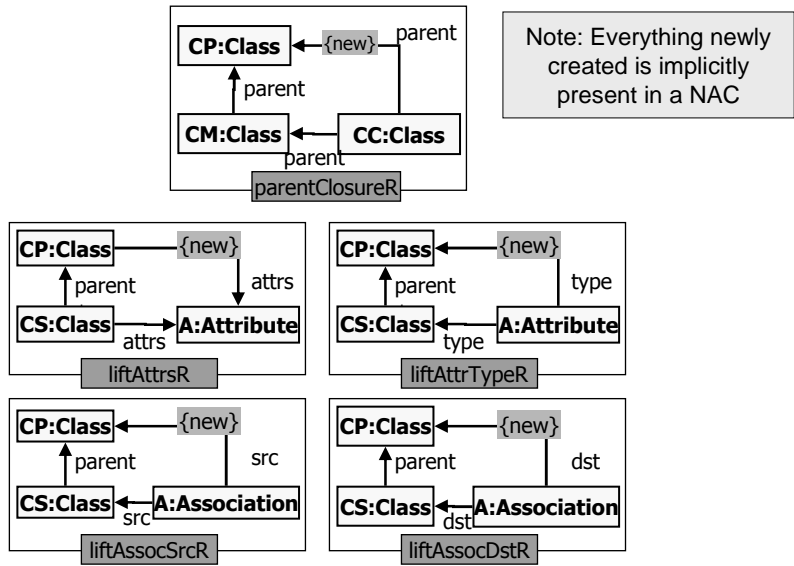 CP:Class
{new}
parent
parent
CM:Class
CC:Class
parent
parentClosureR
Note: Everything newly
created is implicitly
present in a NAC
CP:Class
{new}
parent
attrs
CS:Class
A:Attribute
attrs
liftAttrsR
CP:Class
{new}
parent
type
CS:Class
A:Attribute
type
liftAttrTypeR
CP:Class
{new}
parent
src
CS:Class
A:Association
src
liftAssocSrcR
CP:Class
{new}
parent
dst
CS:Class
A:Association
dst
liftAssocDstR